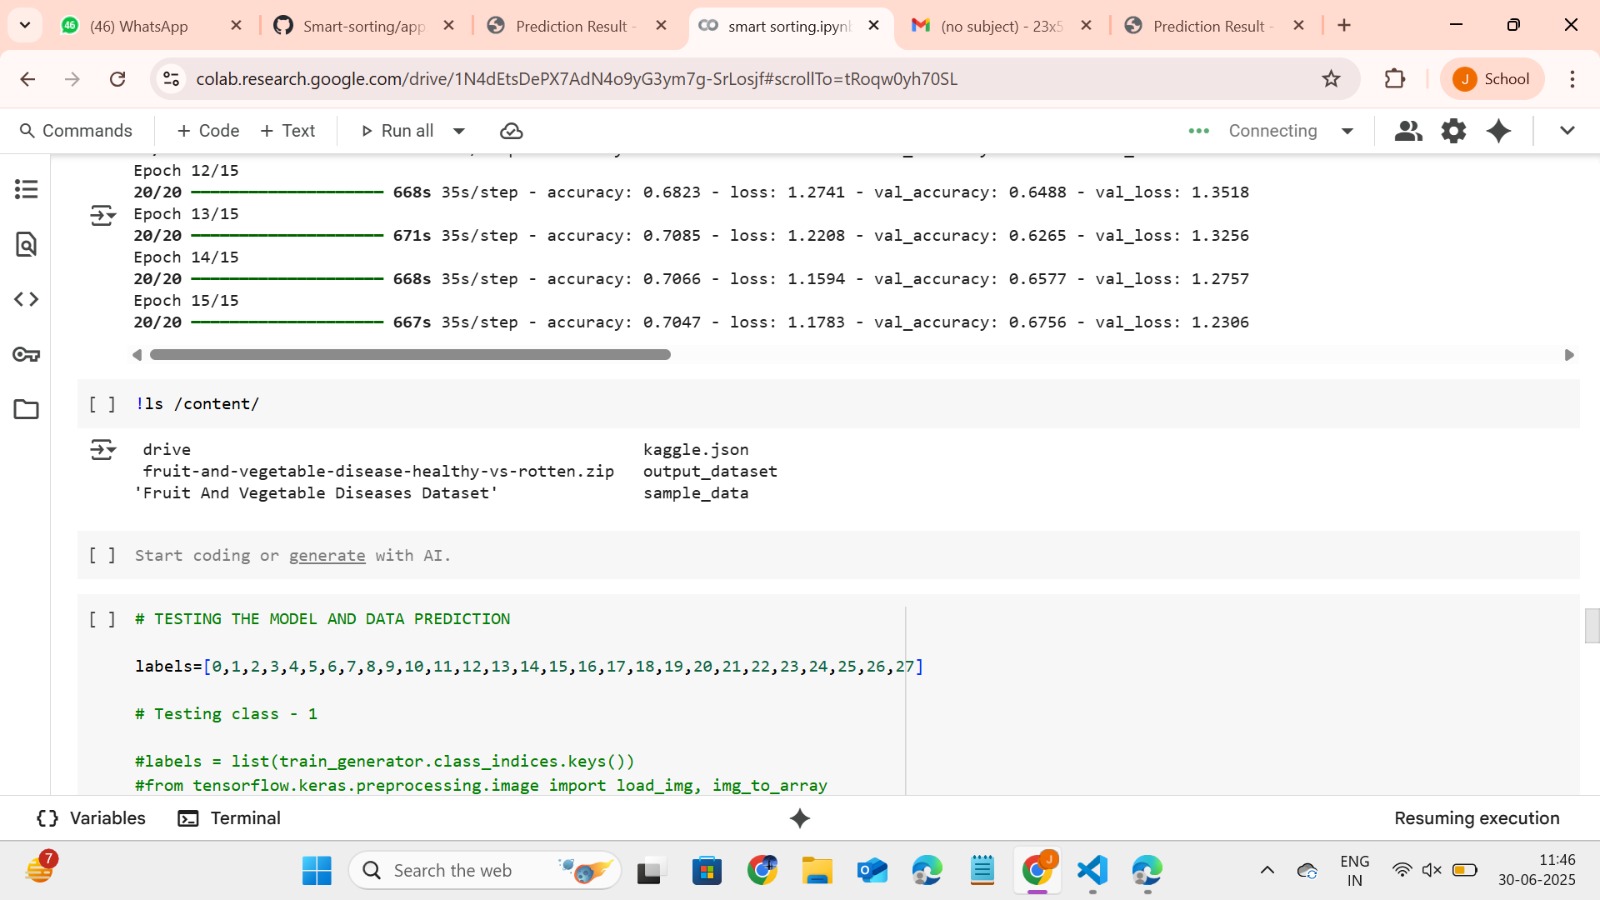 (46) WhatsApp
Smart-sorting/app
Prediction Result -
smart sorting.ipyn
(no subject) - 23x5
Prediction Result -
colab.research.google.com/drive/1N4dEtsDePX7AdN4o9yG3ym7g-SrLosjf#scrollTo=tRoqw0yh70SL
School
Commands
+ Code + Text
Run all
Connecting
Epoch 12/15
20/20 668s 35s/step - accuracy: 0.6823 - loss: 1.2741 - val_accuracy: 0.6488 - val_loss: 1.3518
Epoch 13/15
20/20 671s 35s/step - accuracy: 0.7085 - loss: 1.2208 - val_accuracy: 0.6265 - val_loss: 1.3256
Epoch 14/15
20/20 668s 35s/step - accuracy: 0.7066 - loss: 1.1594 - val_accuracy: 0.6577 - val_loss: 1.2757
Epoch 15/15
20/20 667s 35s/step - accuracy: 0.7047 - loss: 1.1783 - val_accuracy: 0.6756 - val_loss: 1.2306
[ ] !ls /content/
drive kaggle.json
fruit-and-vegetable-disease-healthy-vs-rotten.zip output_dataset
'Fruit And Vegetable Diseases Dataset' sample_data
[ ] Start coding or generate with AI.
[ ] # TESTING THE MODEL AND DATA PREDICTION
labels=[0,1,2,3,4,5,6,7,8,9,10,11,12,13,14,15,16,17,18,19,20,21,22,23,24,25,26,27]
# Testing class - 1
#labels = list(train_generator.class_indices.keys())
#from tensorflow.keras.preprocessing.image import load_img, img_to_array
Variables
Terminal
Resuming execution
7
Search the web
J
ENG
IN
11:46
30-06-2025